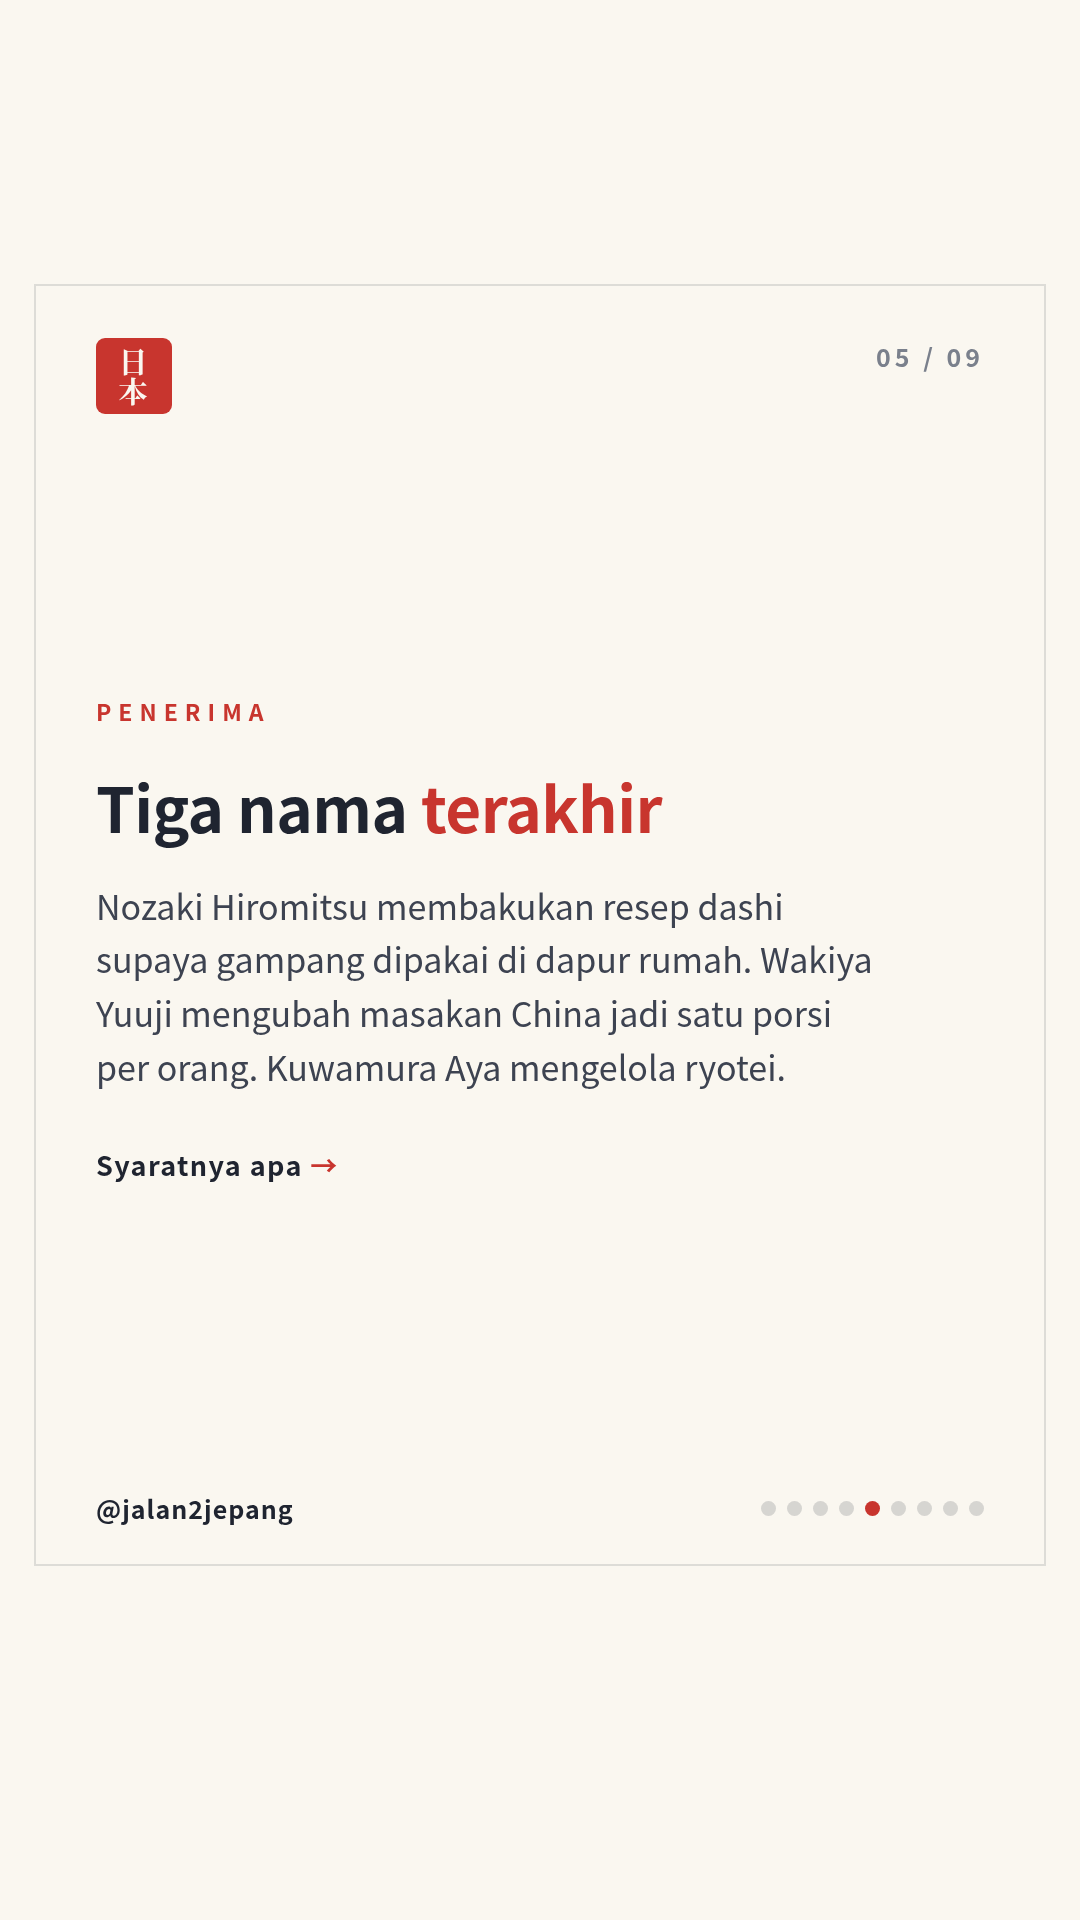 日
本
05 / 09
PENERIMA
Tiga nama terakhir
Nozaki Hiromitsu membakukan resep dashi
supaya gampang dipakai di dapur rumah. Wakiya
Yuuji mengubah masakan China jadi satu porsi
per orang. Kuwamura Aya mengelola ryotei.
Syaratnya apa →
@jalan2jepang